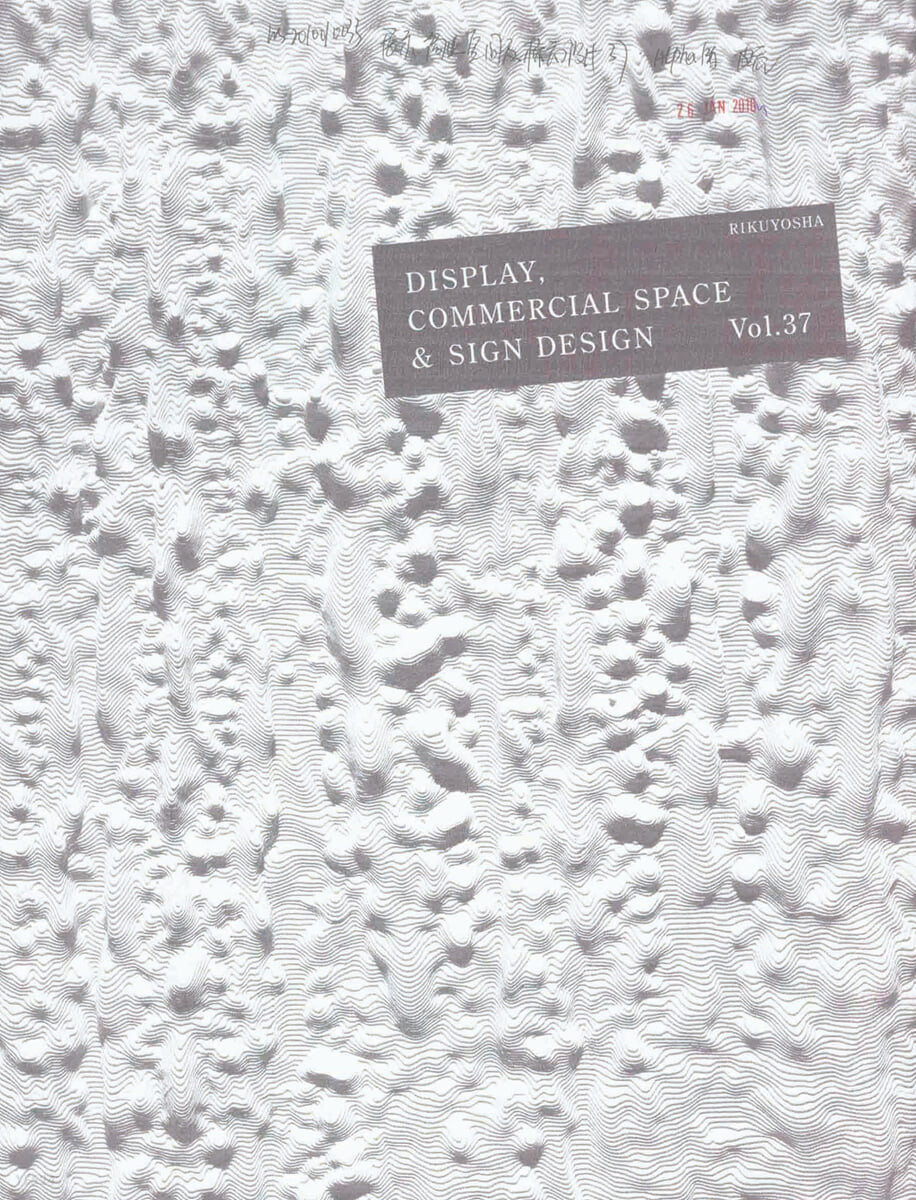 26 JAN 2010
RIKUYOSHA
DISPLAY,
COMMERCIAL SPACE
& SIGN DESIGN
Vol.37